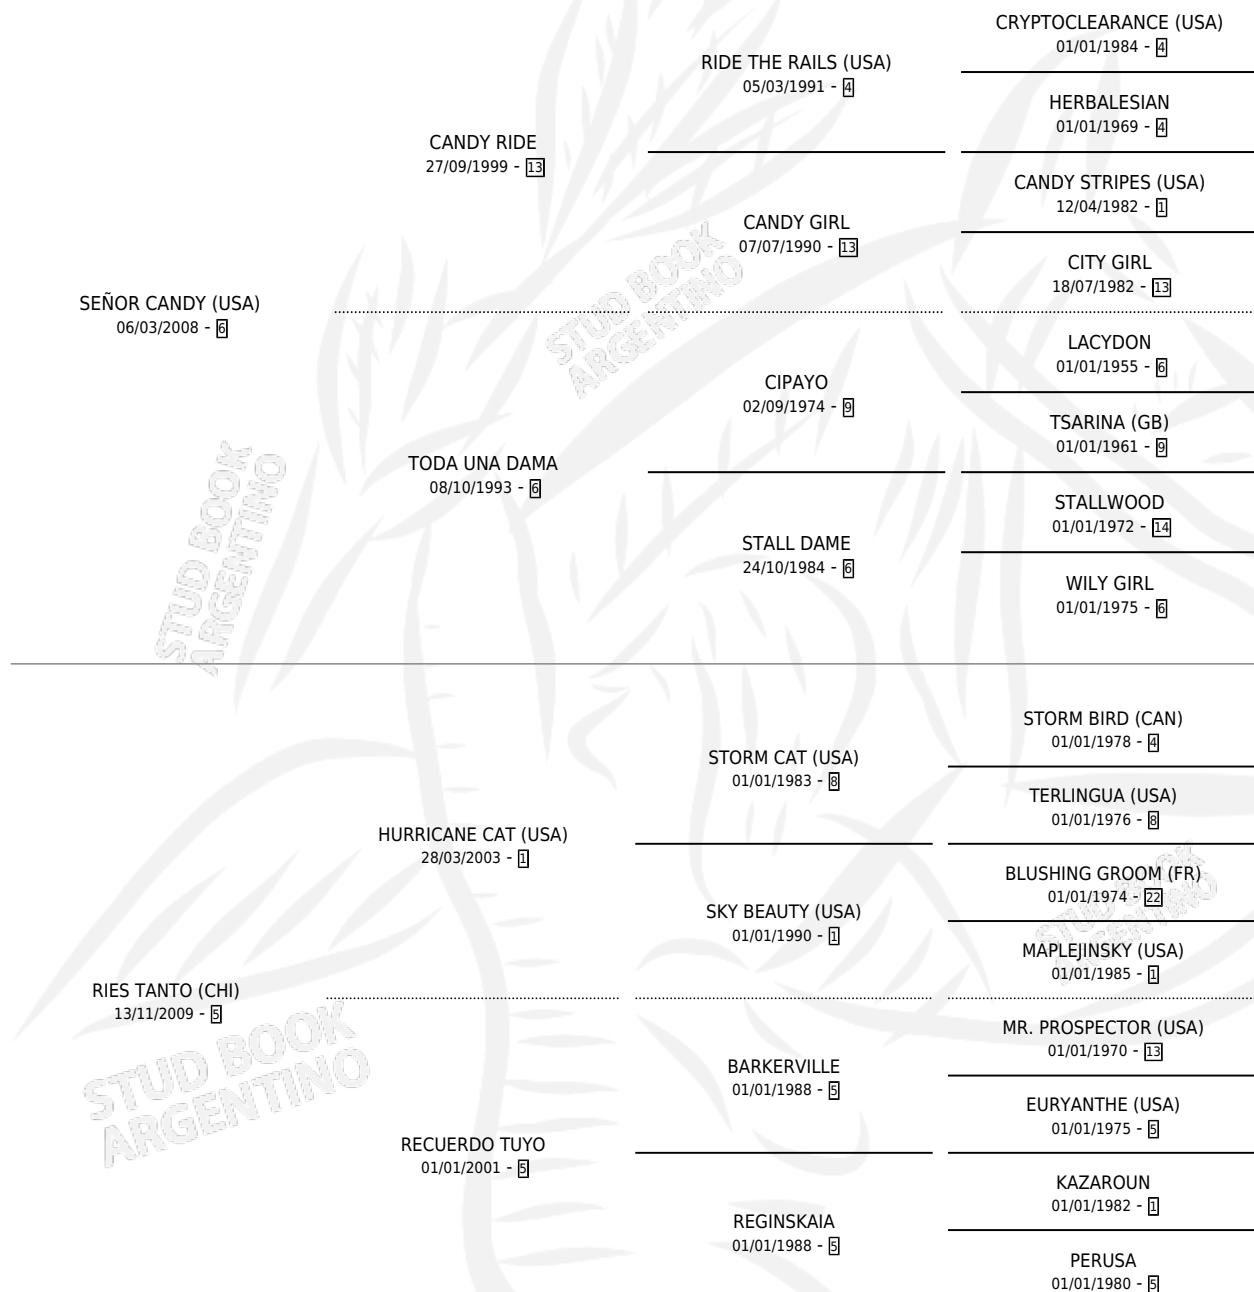 CRYPTOCLEARANCE (USA)
01/01/1984 - 4
RIDE THE RAILS (USA)
05/03/1991 - 4
HERBALESIAN
01/01/1969 - 4
CANDY RIDE
27/09/1999 - 13
CANDY STRIPES (USA)
12/04/1982 - 1
CANDY GIRL
07/07/1990 - 13
CITY GIRL
18/07/1982 - 13
SEÑOR CANDY (USA)
06/03/2008 - 6
LACYDON
01/01/1955 - 6
CIPAYO
02/09/1974 - 9
TSARINA (GB)
01/01/1961 - 9
TODA UNA DAMA
08/10/1993 - 6
STALLWOOD
01/01/1972 - 14
STALL DAME
24/10/1984 - 6
WILY GIRL
01/01/1975 - 6
STORM BIRD (CAN)
01/01/1978 - 4
STORM CAT (USA)
01/01/1983 - 8
TERLINGUA (USA)
01/01/1976 - 8
HURRICANE CAT (USA)
28/03/2003 - 1
BLUSHING GROOM (FR)
01/01/1974 - 22
SKY BEAUTY (USA)
01/01/1990 - 1
MAPLEJINSKY (USA)
01/01/1985 - 1
RIES TANTO (CHI)
13/11/2009 - 5
MR. PROSPECTOR (USA)
01/01/1970 - 13
BARKERVILLE
01/01/1988 - 5
EURYANTHE (USA)
01/01/1975 - 5
RECUERDO TUYO
01/01/2001 - 5
KAZAROUN
01/01/1982 - 1
REGINSKAIA
01/01/1988 - 5
PERUSA
01/01/1980 - 5
STUD BOOK
ARGENTINO
STUD BOOK
ARGENTINO
STUD BOOK
ARGENTINO
STUD BOOK
ARGENTINO